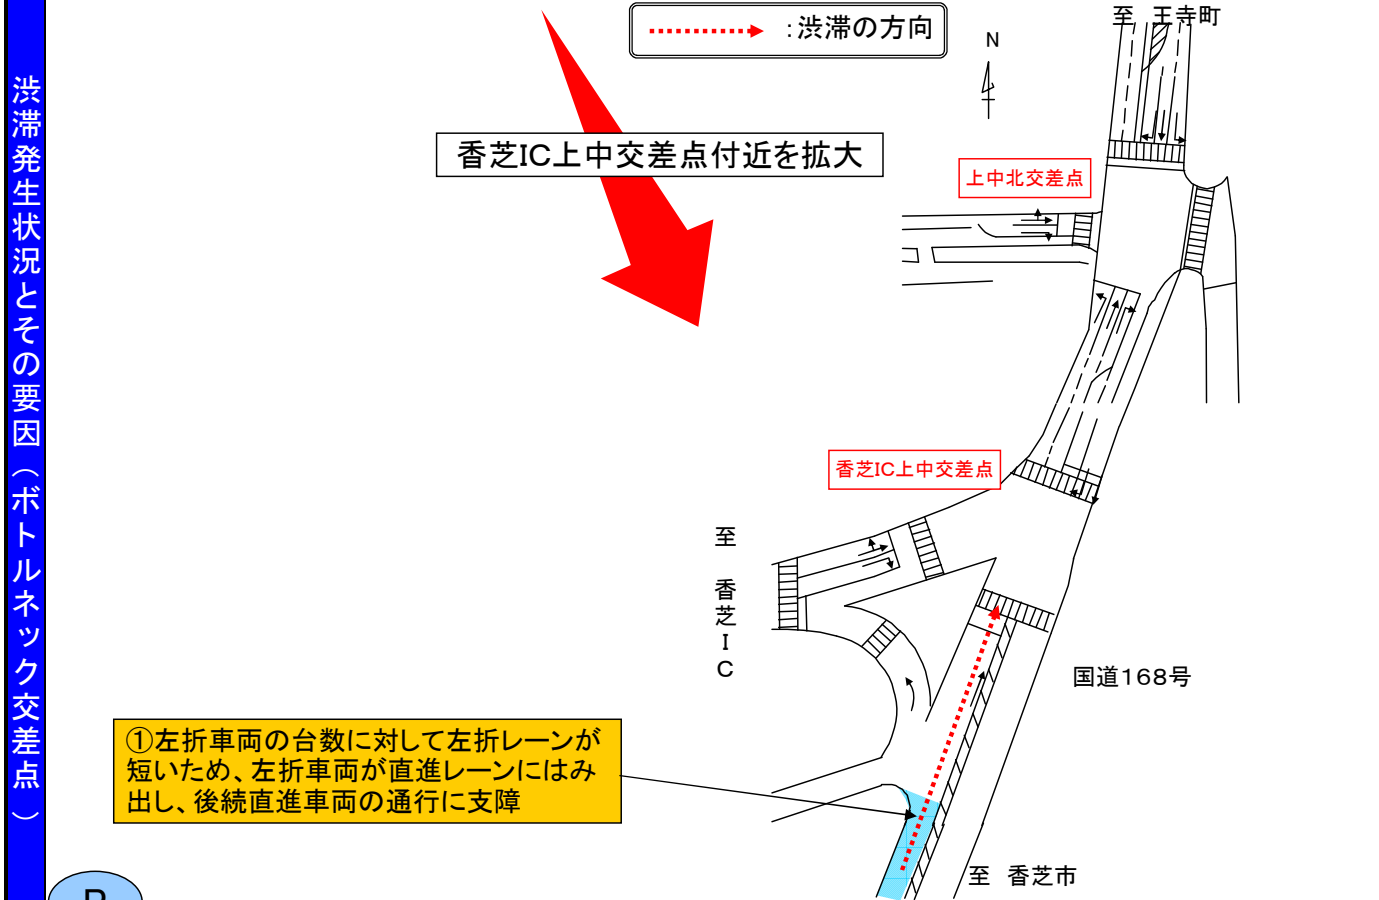 渋滞発生状況とその要因（ボトルネック交差点）
：渋滞の方向
至　王寺町
N
香芝IC上中交差点付近を拡大
上中北交差点
香芝IC上中交差点
至　香芝IC
国道168号
①左折車両の台数に対して左折レーンが
短いため、左折車両が直進レーンにはみ
出し、後続直進車両の通行に支障
至　香芝市